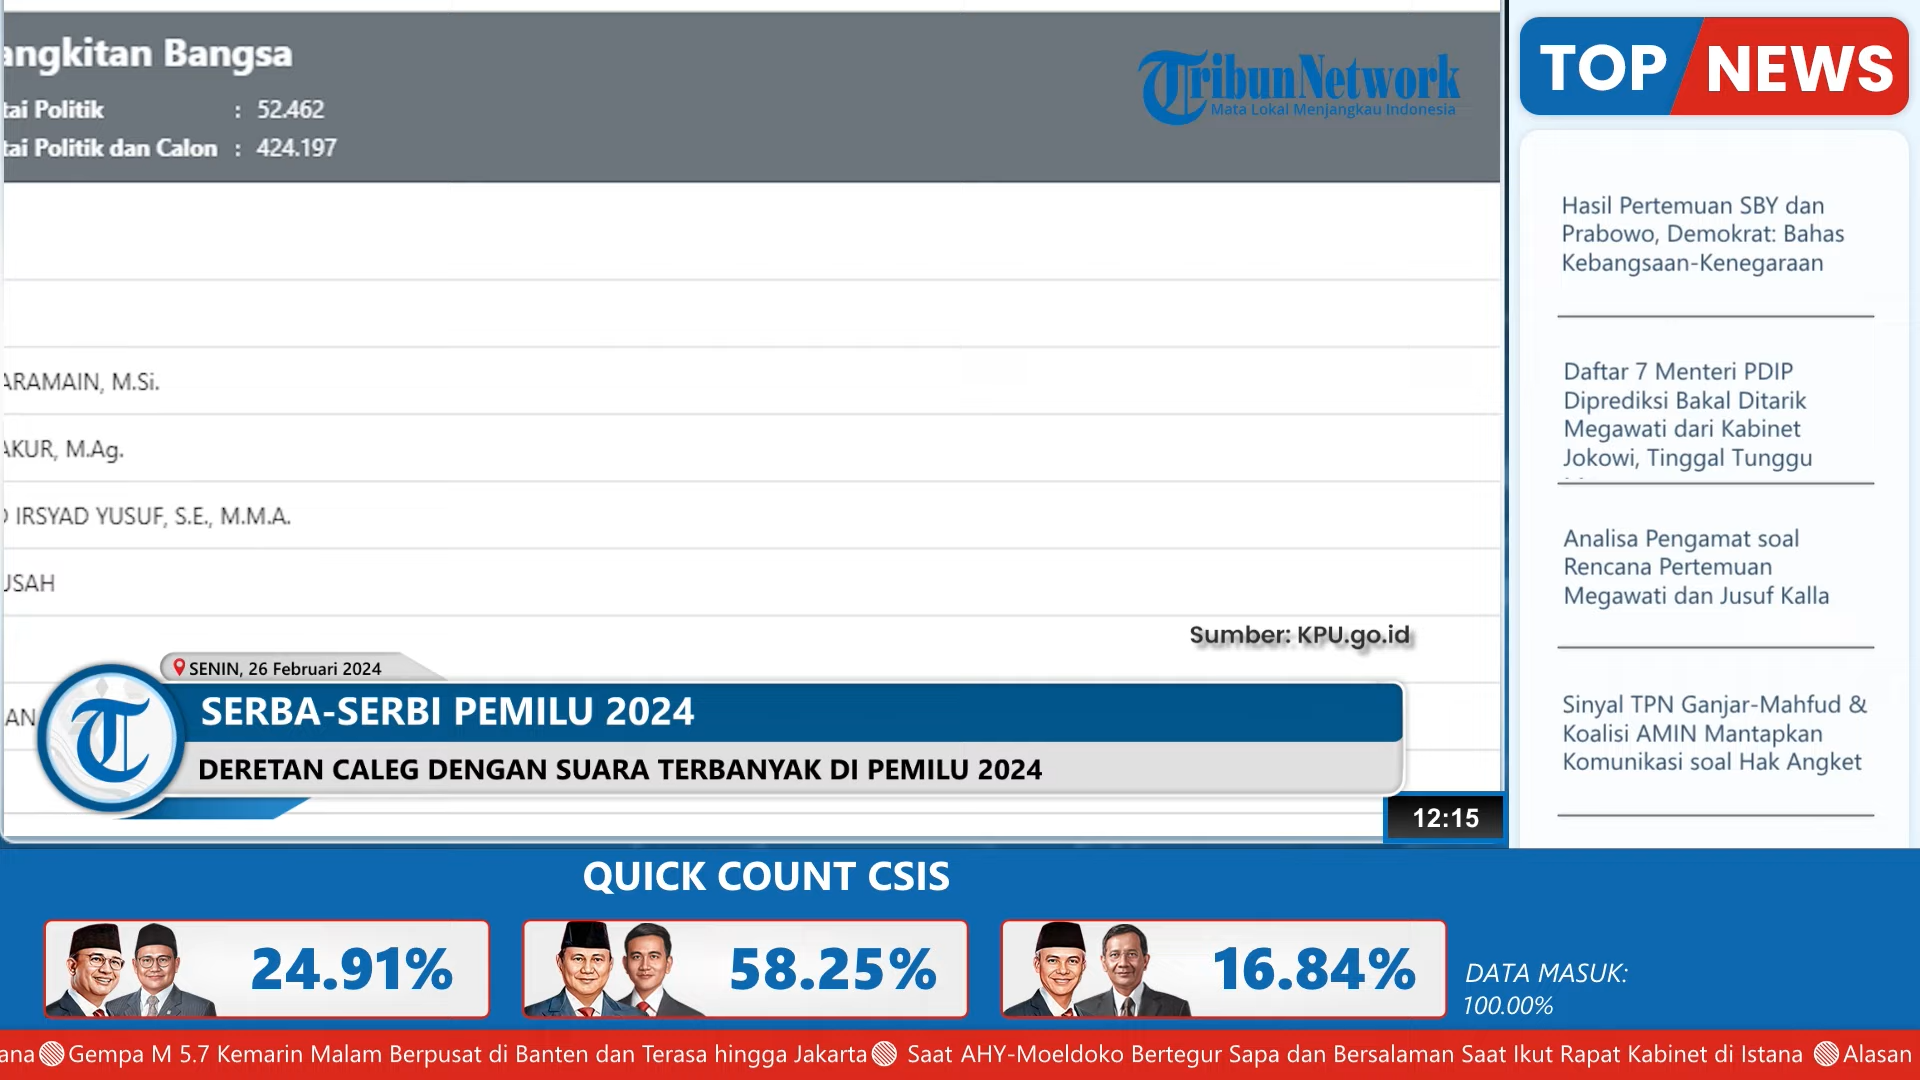 angkitan Bangsa
tai Politik : 52.462
tai Politik dan Calon : 424.197
TribunNetwork
Mata Lokal Menjangkau Indonesia
ARAMAIN, M.Si.
AKUR, M.Ag.
IRSYAD YUSUF, S.E., M.M.A.
USAH
AN
Sumber: KPU.go.id
SENIN, 26 Februari 2024
SERBA-SERBI PEMILU 2024
DERETAN CALEG DENGAN SUARA TERBANYAK DI PEMILU 2024
12:15
TOP NEWS
Hasil Pertemuan SBY dan
Prabowo, Demokrat: Bahas
Kebangsaan-Kenegaraan
Daftar 7 Menteri PDIP
Diprediksi Bakal Ditarik
Megawati dari Kabinet
Jokowi, Tinggal Tunggu
Analisa Pengamat soal
Rencana Pertemuan
Megawati dan Jusuf Kalla
Sinyal TPN Ganjar-Mahfud &
Koalisi AMIN Mantapkan
Komunikasi soal Hak Angket
QUICK COUNT CSIS
24.91% 58.25% 16.84%
DATA MASUK:
100.00%
ana Gempa M 5.7 Kemarin Malam Berpusat di Banten dan Terasa hingga Jakarta Saat AHY-Moeldoko Bertegur Sapa dan Bersalaman Saat Ikut Rapat Kabinet di Istana Alasan